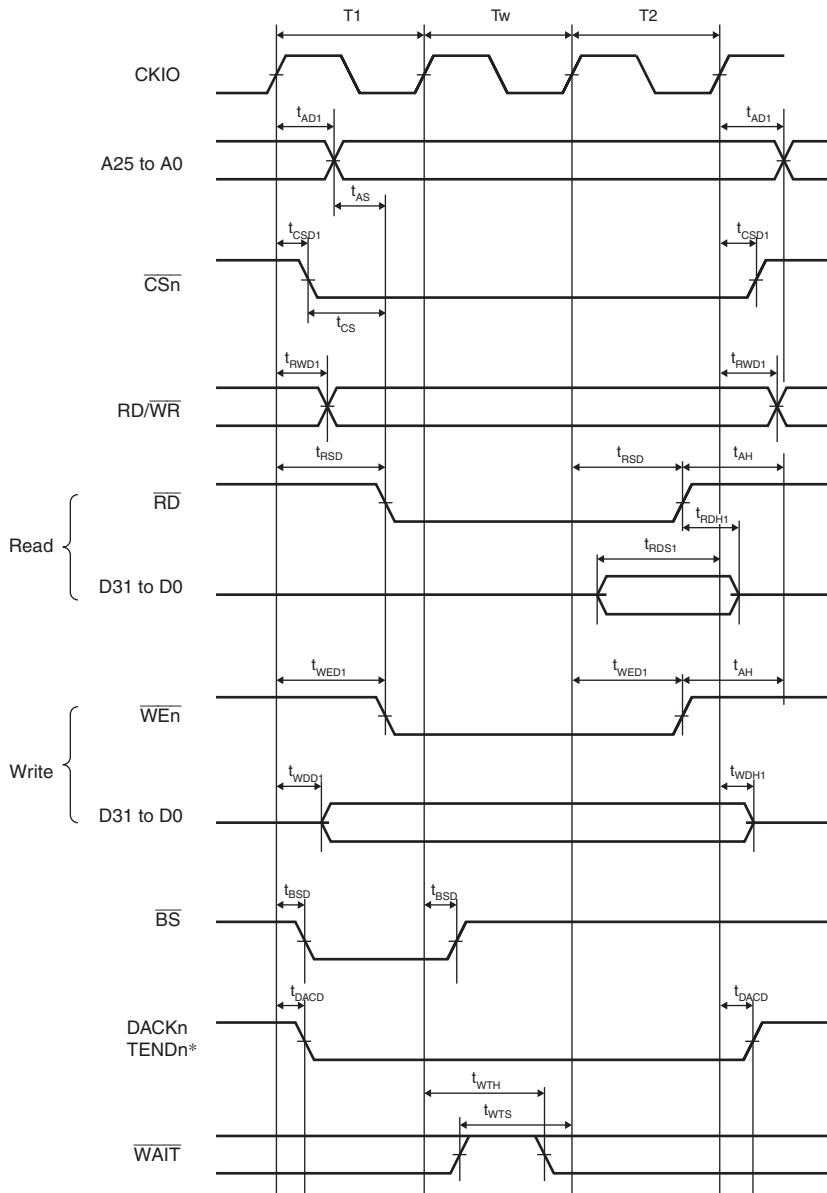 T1 Tw T2
CKIO
tAD1 tAD1
A25 to A0
tAS
tCSD1 tCSD1
CSn
tCS
tRWD1 tRWD1
RD/WR
tRSD tRSD tAH
RD
tRDH1
Read
tRDS1
D31 to D0
tWED1 tWED1 tAH
WEn
Write
tWDD1 tWDH1
D31 to D0
tBSD tBSD
BS
tDACD tDACD
DACKn
TENDn*
tWTH
tWTS
WAIT